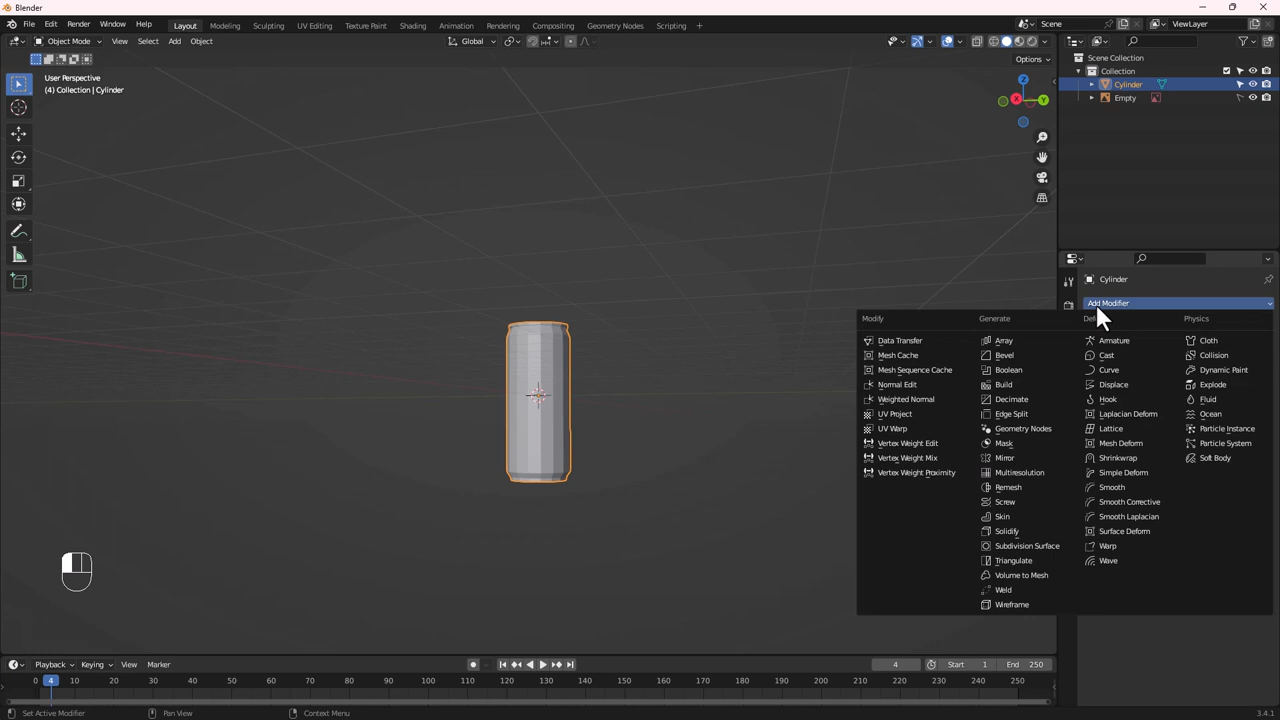 Blender
File Edit Render Window Help Layout Modeling Sculpting UV Editing Texture Paint Shading Animation Rendering Compositing Geometry Nodes Scripting + Scene ViewLayer
Object Mode View Select Add Object Global
Options
User Perspective
(4) Collection | Cylinder
Z
X
Y
Scene Collection
Collection
Cylinder
Empty
Cylinder
Add Modifier
Modify
Data Transfer
Mesh Cache
Mesh Sequence Cache
Normal Edit
Weighted Normal
UV Project
UV Warp
Vertex Weight Edit
Vertex Weight Mix
Vertex Weight Proximity
Generate
Array
Bevel
Boolean
Build
Decimate
Edge Split
Geometry Nodes
Mask
Mirror
Multiresolution
Remesh
Screw
Skin
Solidify
Subdivision Surface
Triangulate
Volume to Mesh
Weld
Wireframe
Armature
Cast
Curve
Displace
Hook
Laplacian Deform
Lattice
Mesh Deform
Shrinkwrap
Simple Deform
Smooth
Smooth Corrective
Smooth Laplacian
Surface Deform
Warp
Wave
Physics
Cloth
Collision
Dynamic Paint
Explode
Fluid
Ocean
Particle Instance
Particle System
Soft Body
Playback Keying View Marker 4 Start 1 End 250
0 4 10 20 30 40 50 60 70 80 90 100 110 120 130 140 150 160 170 180 190 200 210 220 230 240 250
Set Active Modifier Pan View Context Menu 3.4.1